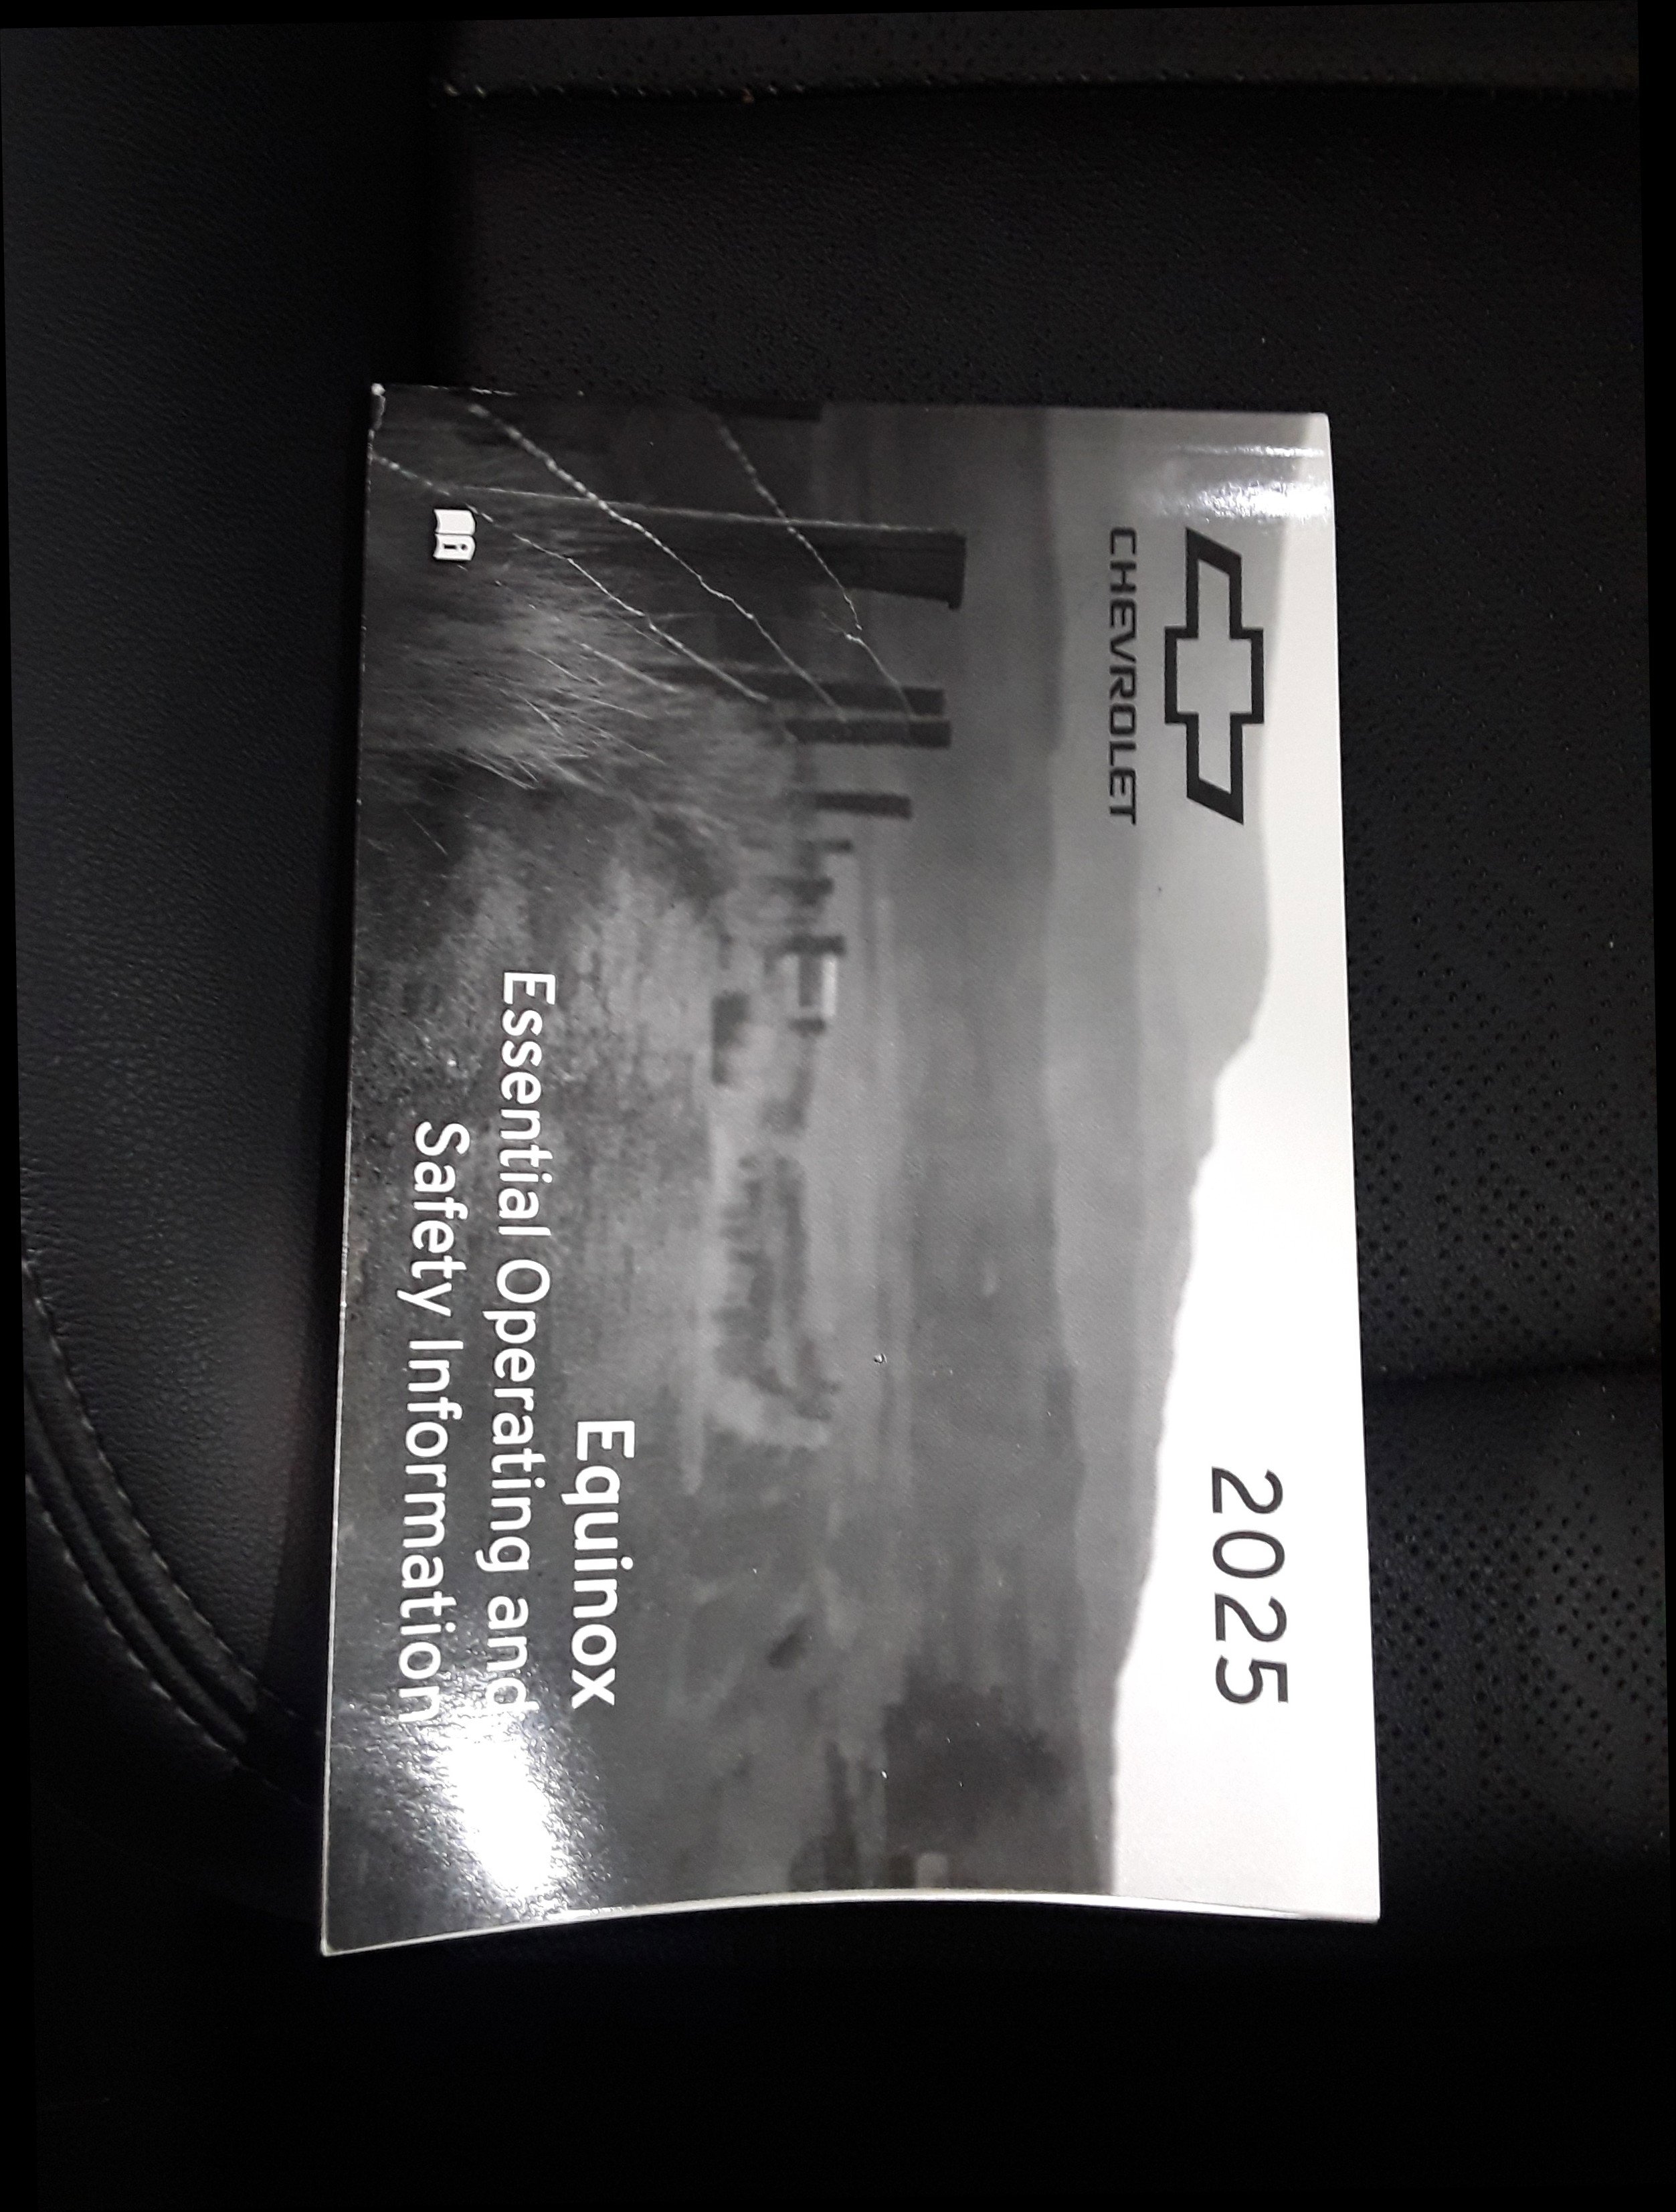 2025
CHEVROLET
Equinox
Essential Operating and
Safety Information